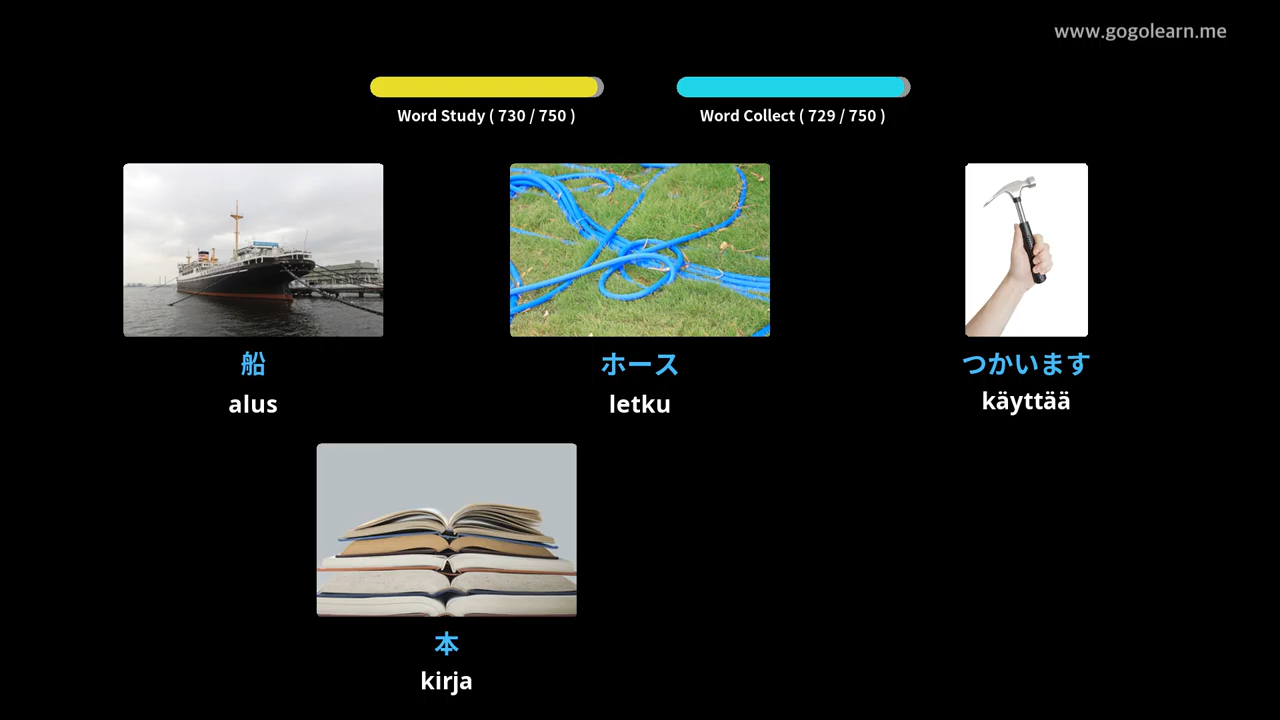 www.gogolearn.me
Word Study ( 730 / 750 )
Word Collect ( 729 / 750 )
船
ホース
つかいます
alus
letku
käyttää
本
kirja